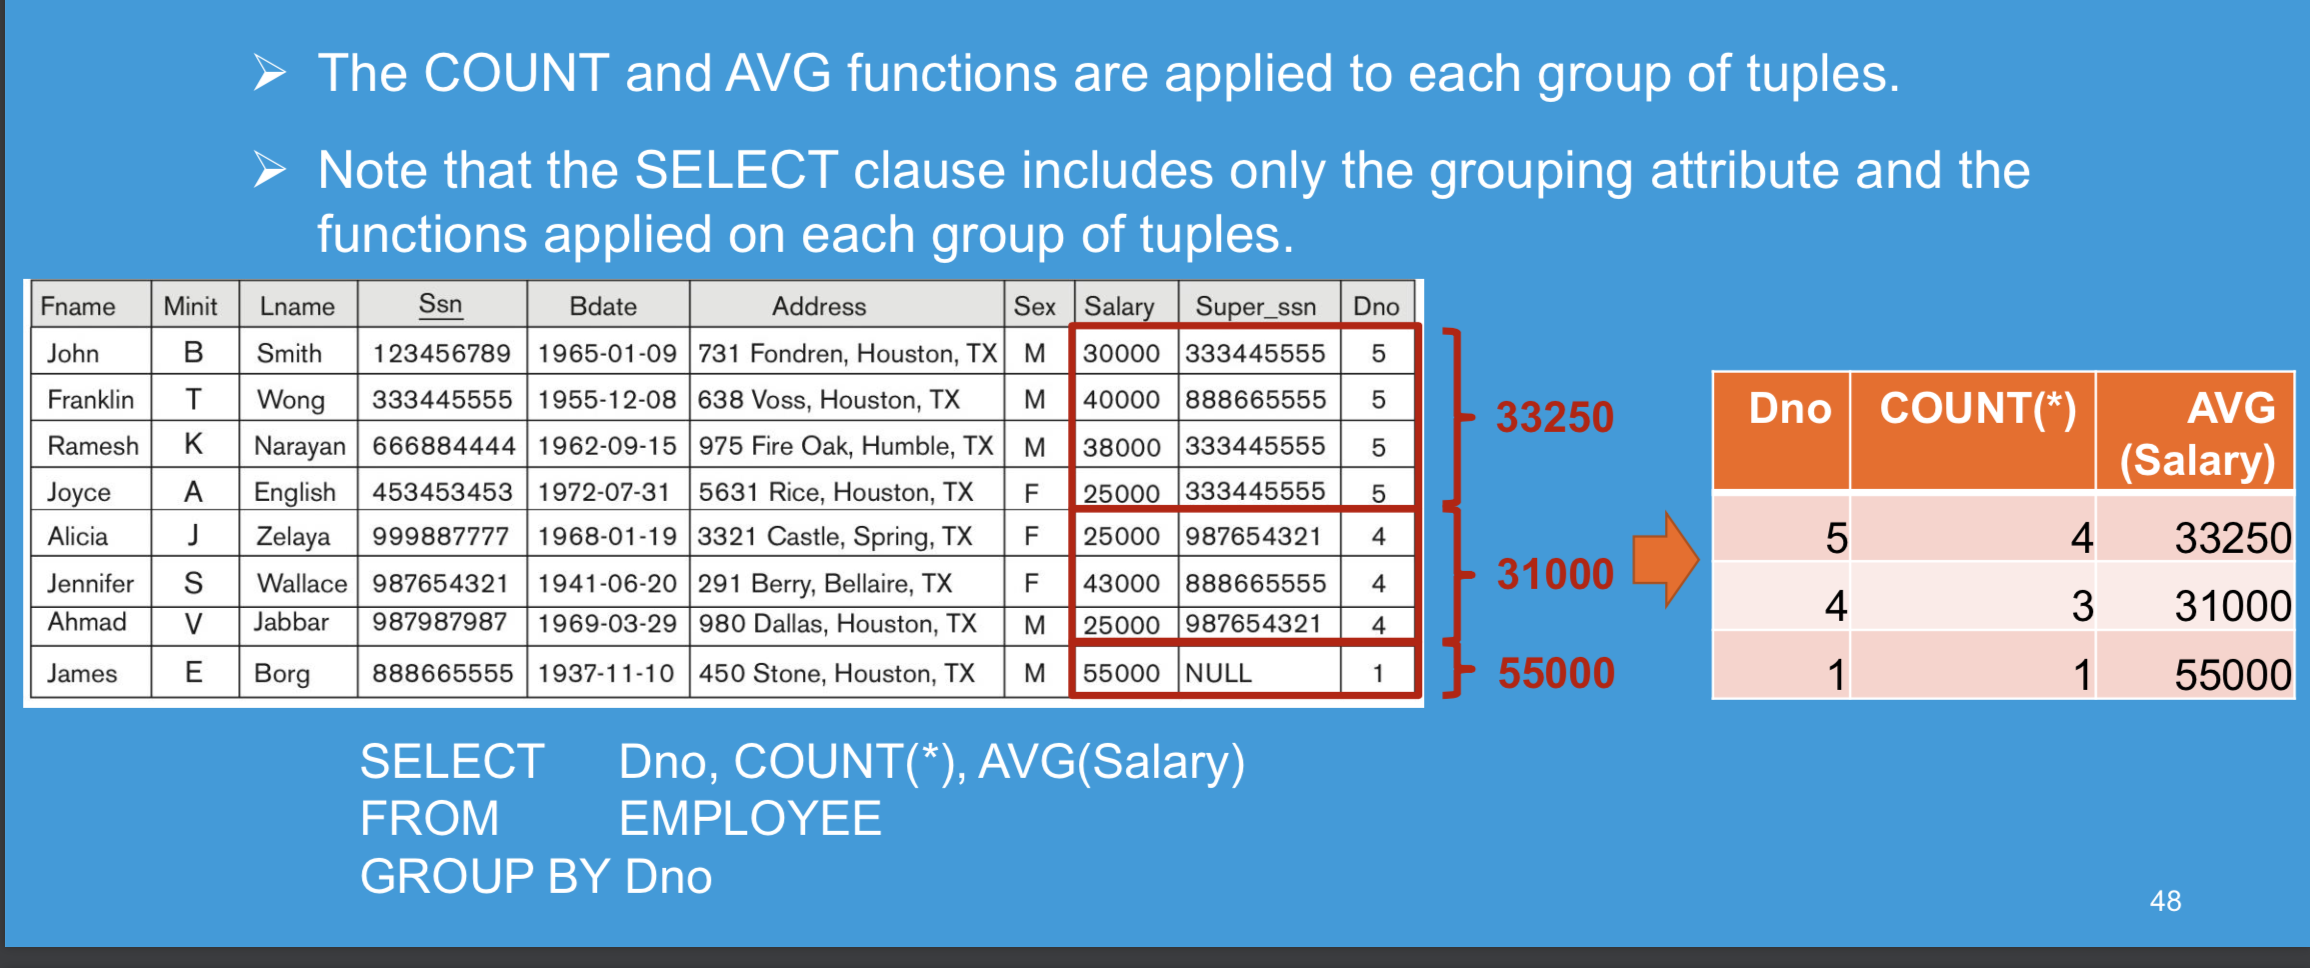 ➢ The COUNT and AVG functions are applied to each group of tuples.
➢ Note that the SELECT clause includes only the grouping attribute and the
functions applied on each group of tuples.
Fname Minit Lname Ssn Bdate Address Sex Salary Super_ssn Dno
John B Smith 123456789 1965-01-09 731 Fondren, Houston, TX M 30000 333445555 5
Franklin T Wong 333445555 1955-12-08 638 Voss, Houston, TX M 40000 888665555 5
Ramesh K Narayan 666884444 1962-09-15 975 Fire Oak, Humble, TX M 38000 333445555 5
Joyce A English 453453453 1972-07-31 5631 Rice, Houston, TX F 25000 333445555 5
Alicia J Zelaya 999887777 1968-01-19 3321 Castle, Spring, TX F 25000 987654321 4
Jennifer S Wallace 987654321 1941-06-20 291 Berry, Bellaire, TX F 43000 888665555 4
Ahmad V Jabbar 987987987 1969-03-29 980 Dallas, Houston, TX M 25000 987654321 4
James E Borg 888665555 1937-11-10 450 Stone, Houston, TX M 55000 NULL 1
33250
31000
55000
Dno COUNT(*) AVG
(Salary)
5 4 33250
4 3 31000
1 1 55000
SELECT Dno, COUNT(*), AVG(Salary)
FROM EMPLOYEE
GROUP BY Dno
48